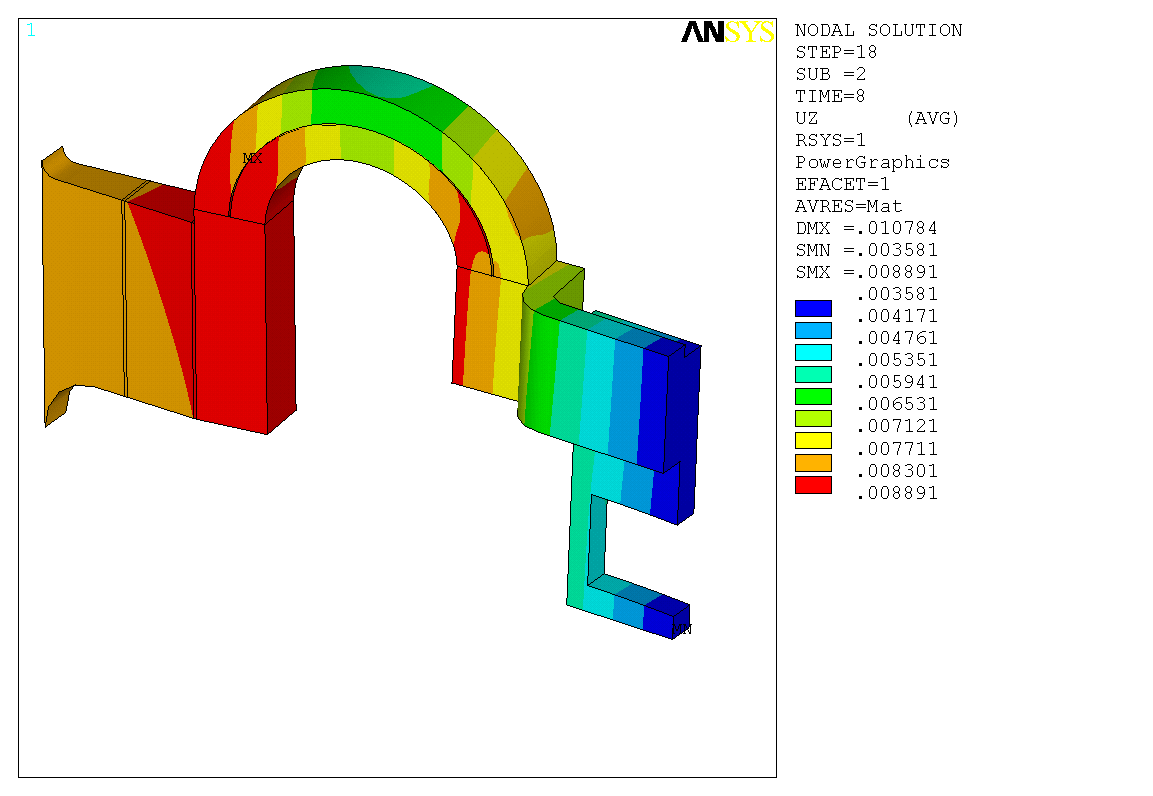 1
ANSYS
MX
MN
NODAL SOLUTION
STEP=18
SUB =2
TIME=8
UZ (AVG)
RSYS=1
PowerGraphics
EFACET=1
AVRES=Mat
DMX =.010784
SMN =.003581
SMX =.008891
.003581
.004171
.004761
.005351
.005941
.006531
.007121
.007711
.008301
.008891